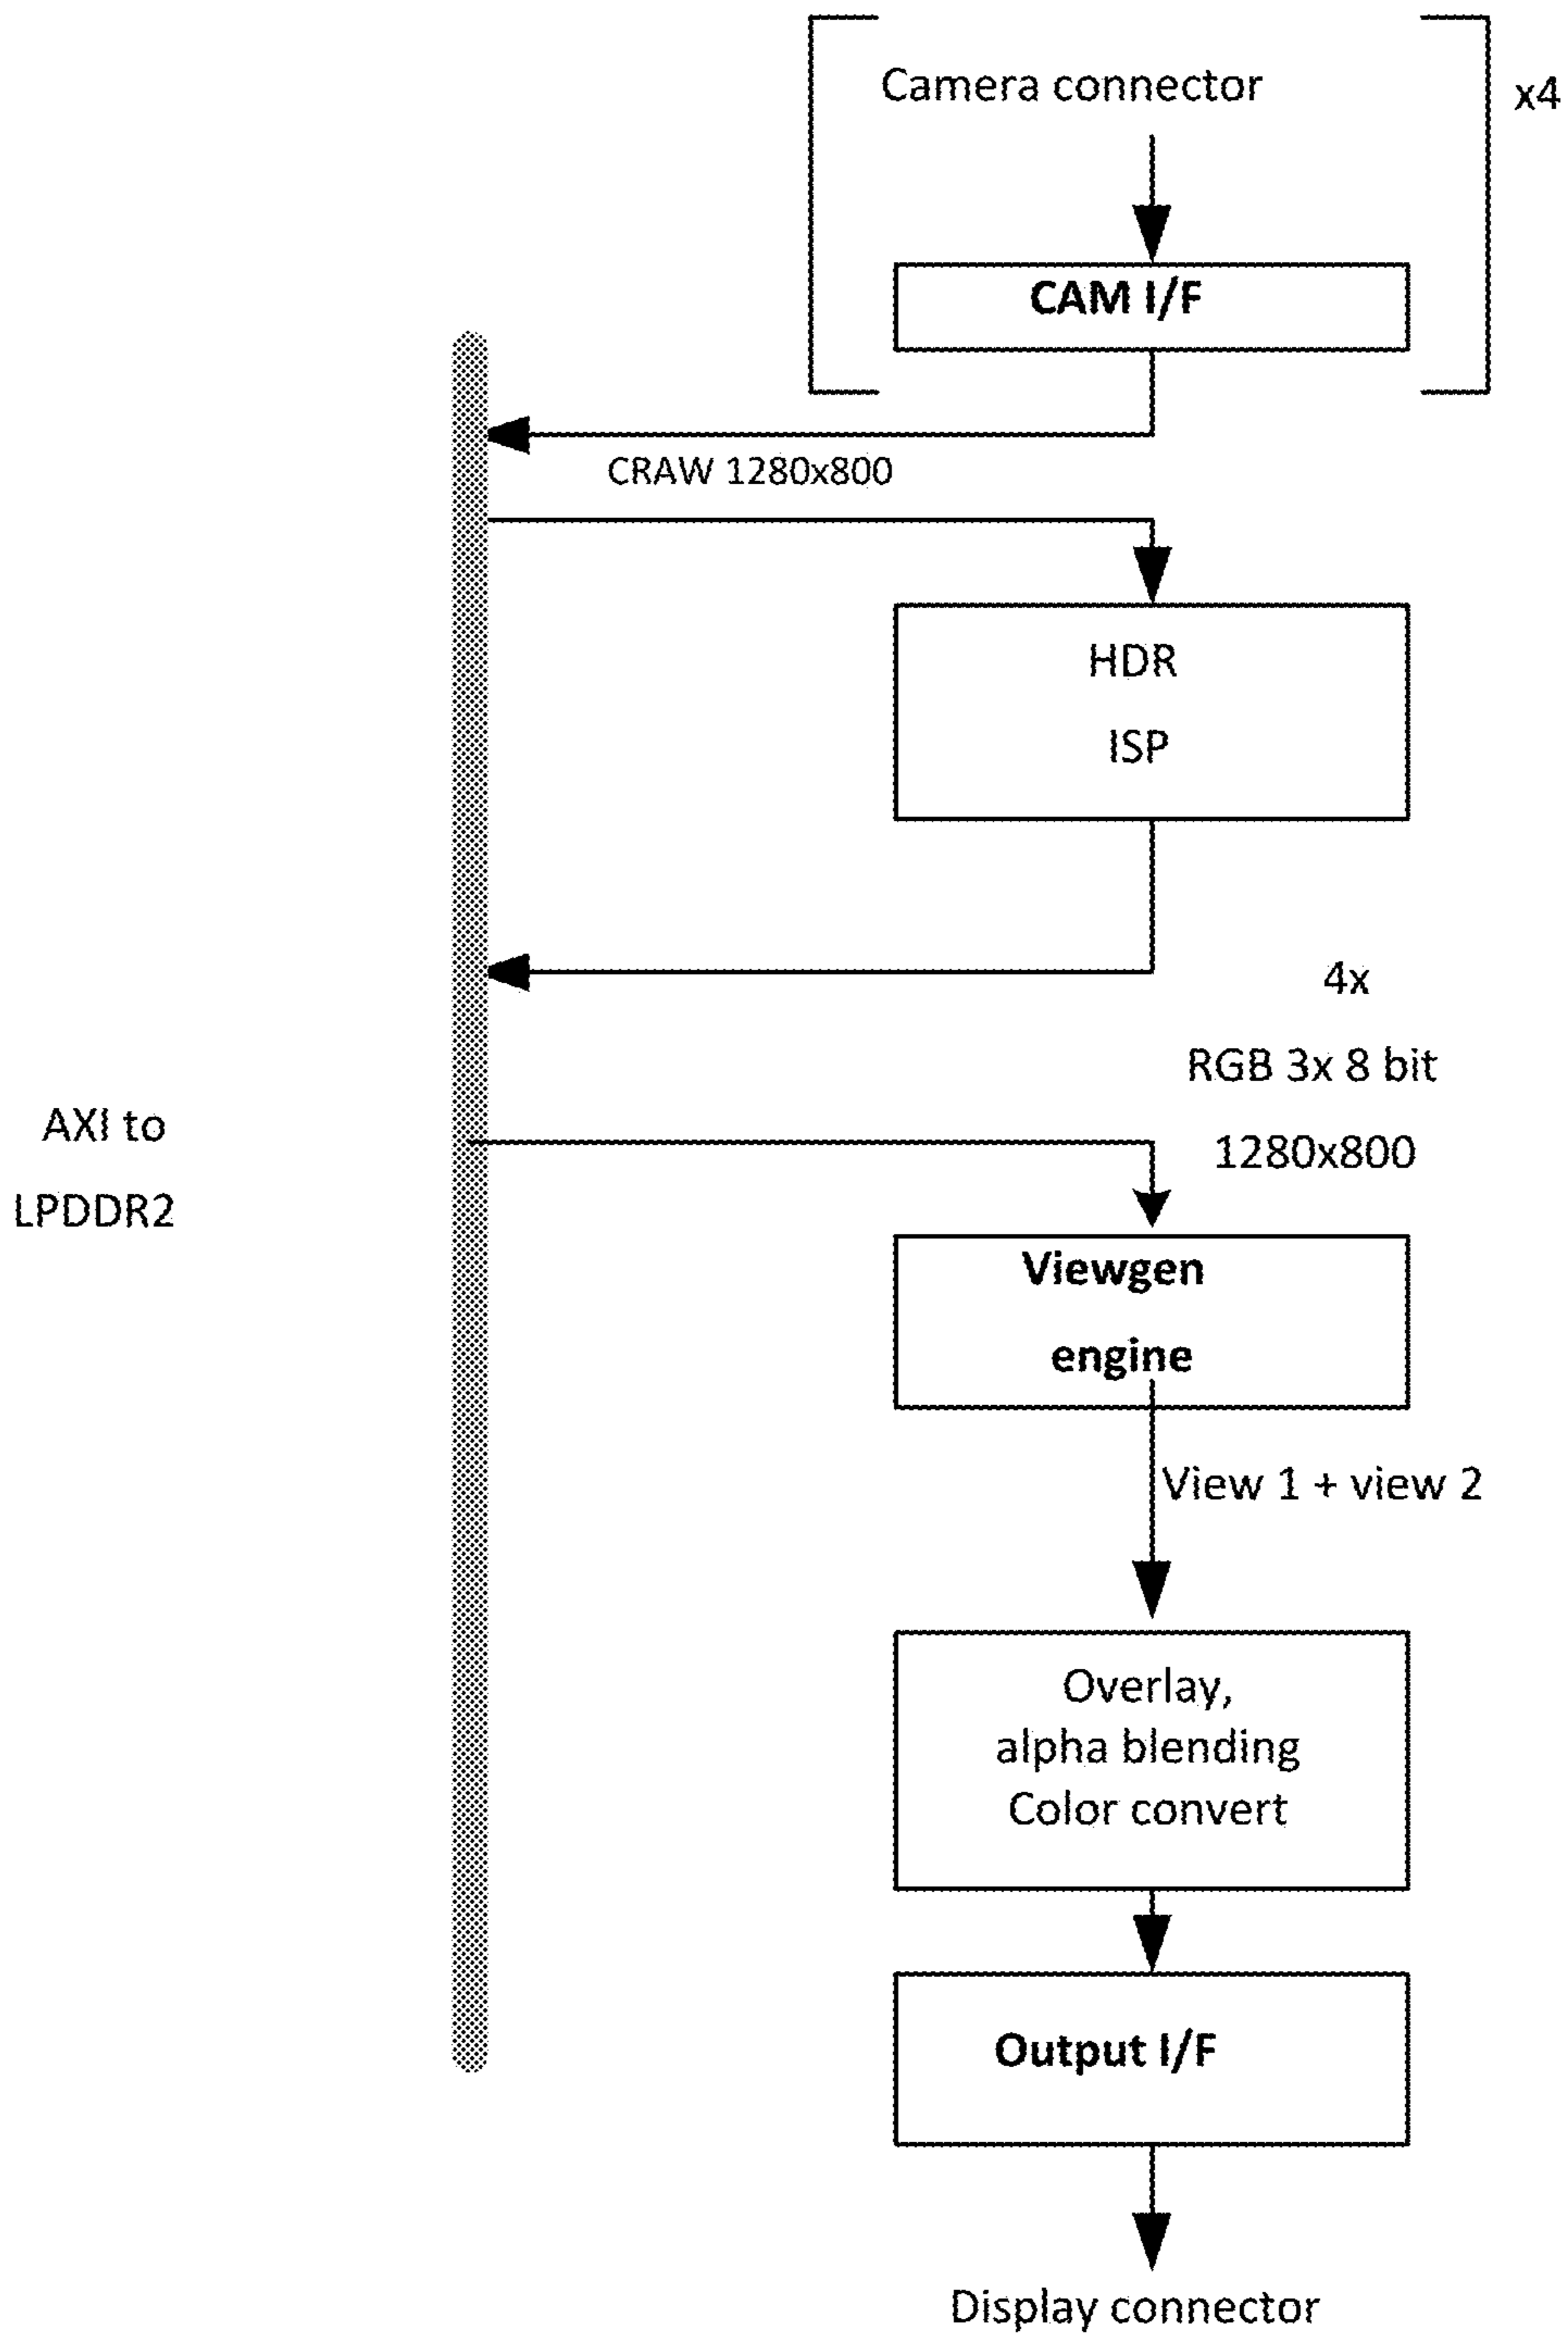 Camera connector
x4
CAM I/F
CRAW 1280x800
HDR
ISP
4x
RGB 3x 8 bit
1280x800
AXI to
LPDDR2
Viewgen
engine
View 1 + view 2
Overlay,
alpha blending
Color convert
Output I/F
Display connector